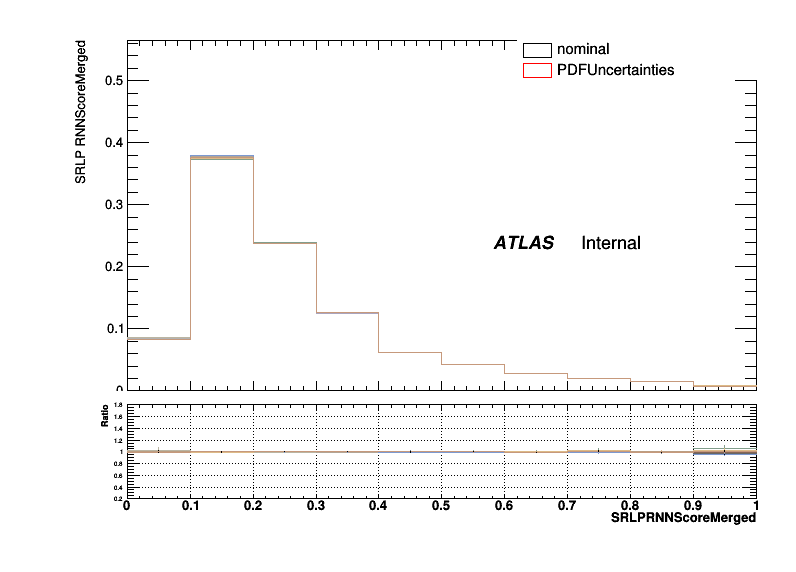 SRLP RNNScoreMerged
nominal
PDFUncertainties
0.5
0.4
0.3
0.2
0.1
0
ATLAS Internal
Ratio
1.8
1.6
1.4
1.2
1
0.8
0.6
0.4
0.2
0 0.1 0.2 0.3 0.4 0.5 0.6 0.7 0.8 0.9 1
SRLPRNNScoreMerged